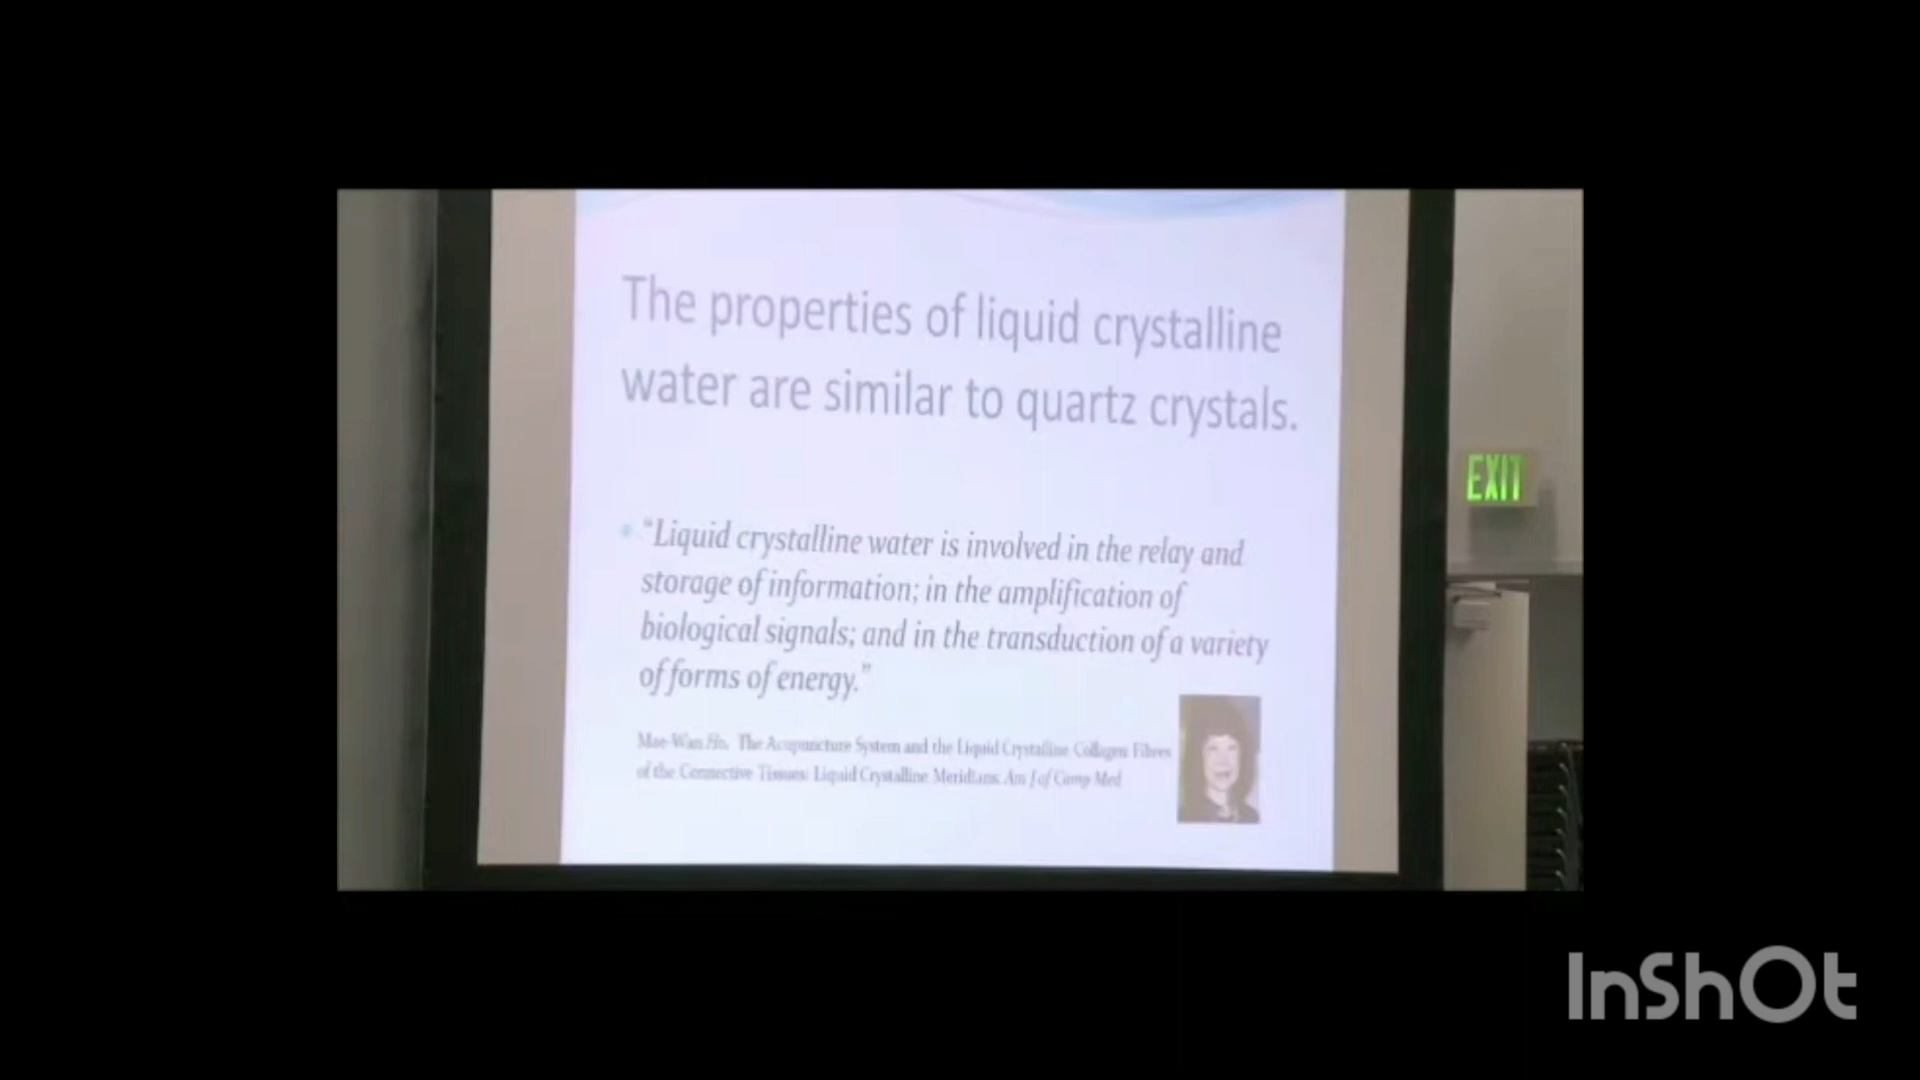 The properties of liquid crystalline
water are similar to quartz crystals.
EXIT
“Liquid crystalline water is involved in the relay and
storage of information; in the amplification of
biological signals; and in the transduction of a variety
of forms of energy.”
Mae-Wan Ho. The Acupuncture System and the Liquid Crystalline Collagen Fibres
of the Connective Tissues: Liquid Crystalline Meridians. Am J of Comp Med
InShOt